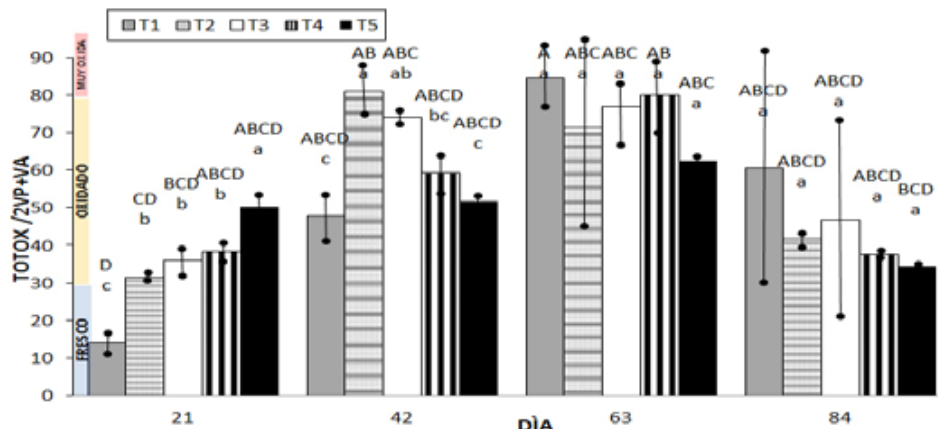 T1 T2 T3 T4 T5
TOTOX /2VP+VA
MUY OXIDA
OXIDADO
FRESCO
90
80
70
60
50
40
30
20
10
0
D
c
CD
b
BCD
b
ABCD
b
ABCD
a
ABCD
c
AB
a
ABC
ab
ABCD
bc
ABCD
c
A
a
ABC
a
ABC
a
AB
a
ABC
a
ABCD
a
ABCD
a
ABCD
a
ABCD
a
BCD
a
21 42 63 84
DÌA